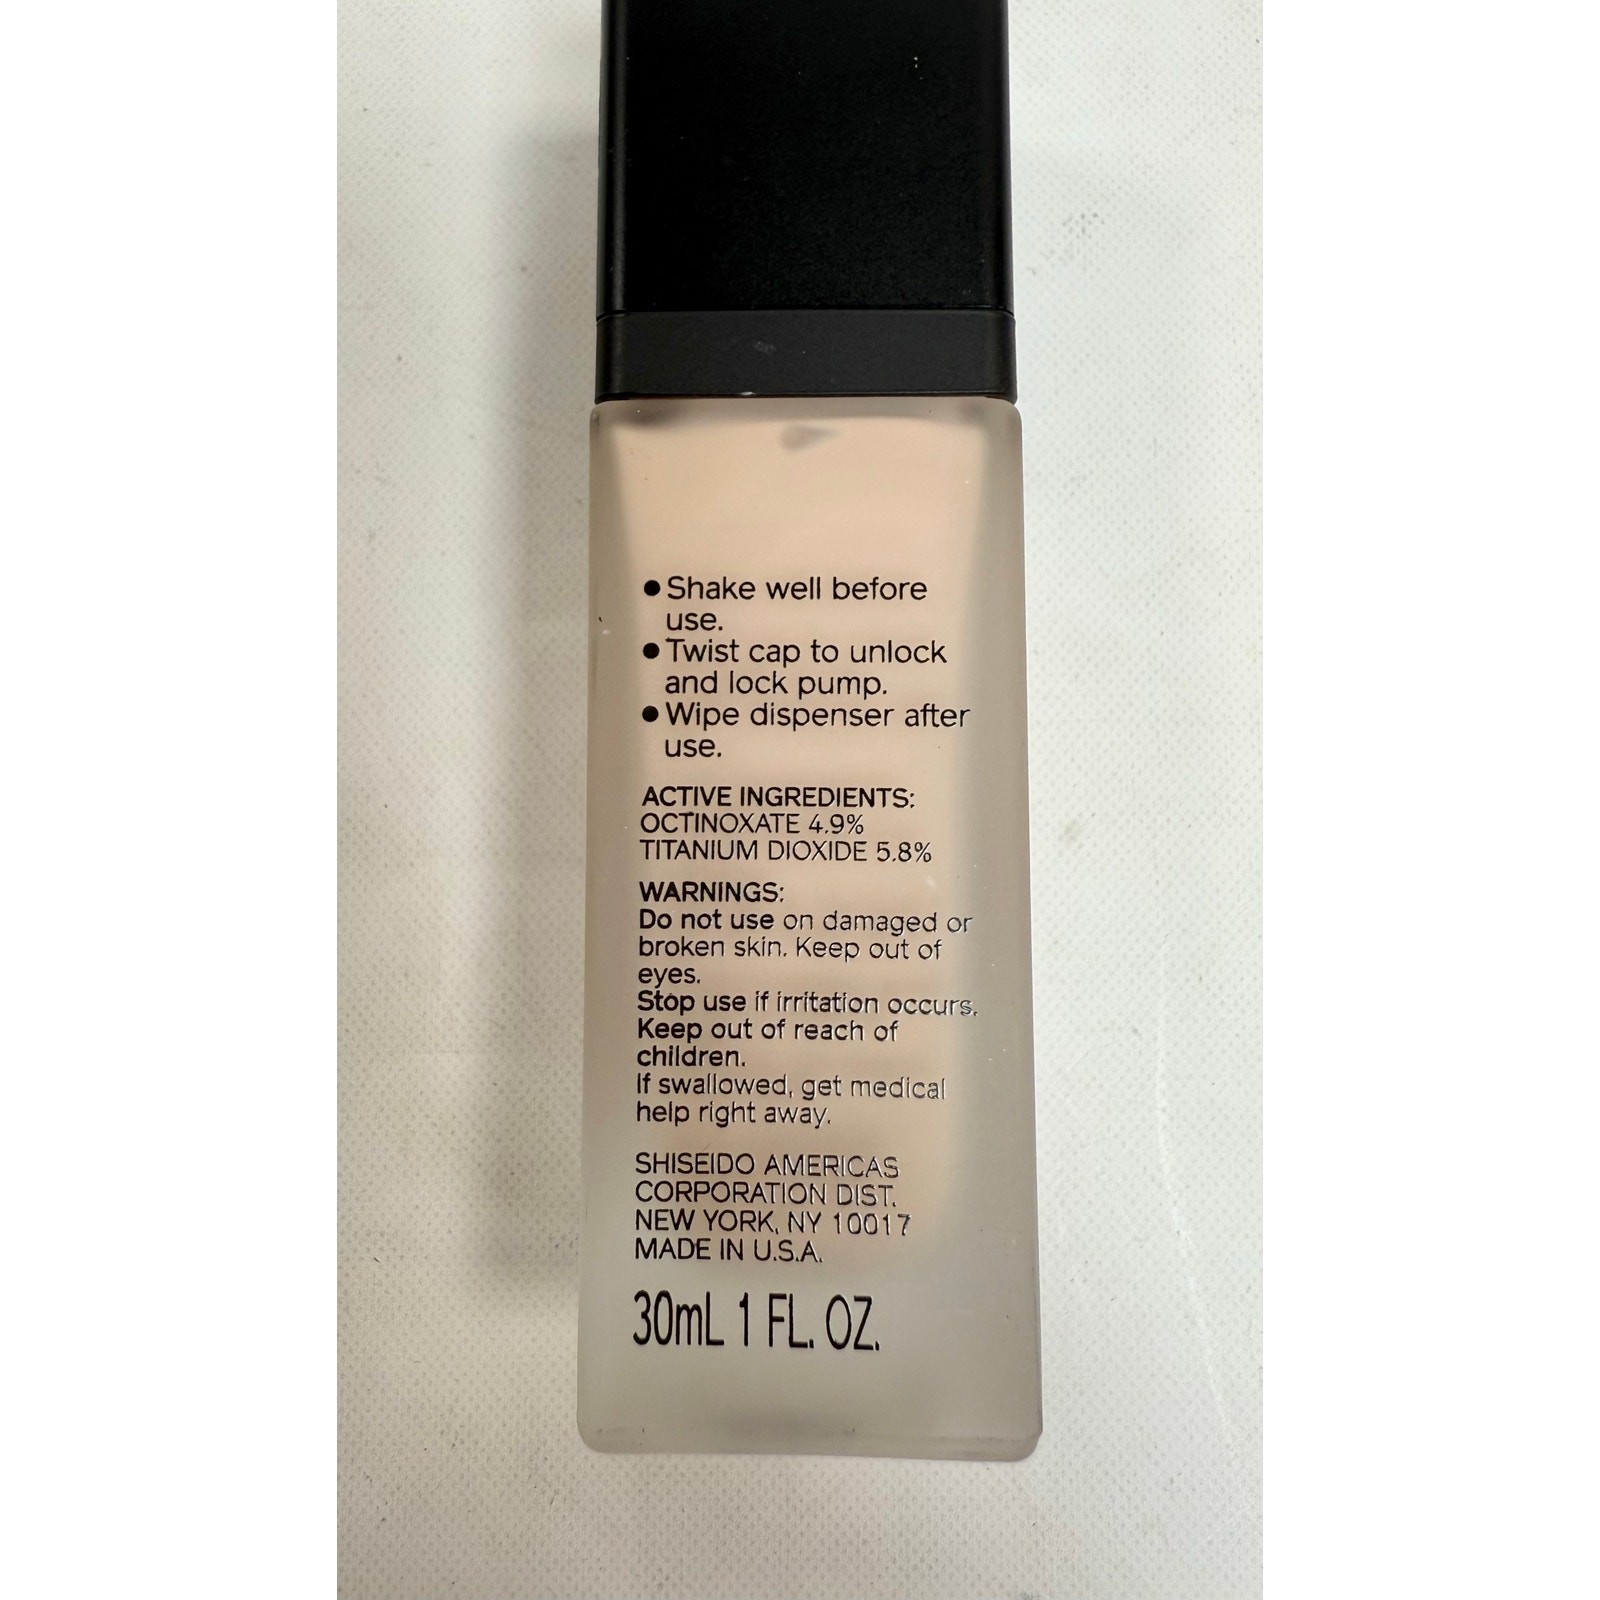 ●Shake well before
use.
●Twist cap to unlock
and lock pump.
●Wipe dispenser after
use.
ACTIVE INGREDIENTS:
OCTINOXATE 4.9%
TITANIUM DIOXIDE 5.8%
WARNINGS:
Do not use on damaged or
broken skin. Keep out of
eyes.
Stop use if irritation occurs.
Keep out of reach of
children.
If swallowed, get medical
help right away.
SHISEIDO AMERICAS
CORPORATION DIST.
NEW YORK, NY 10017
MADE IN U.S.A.
30mL 1 FL. OZ.